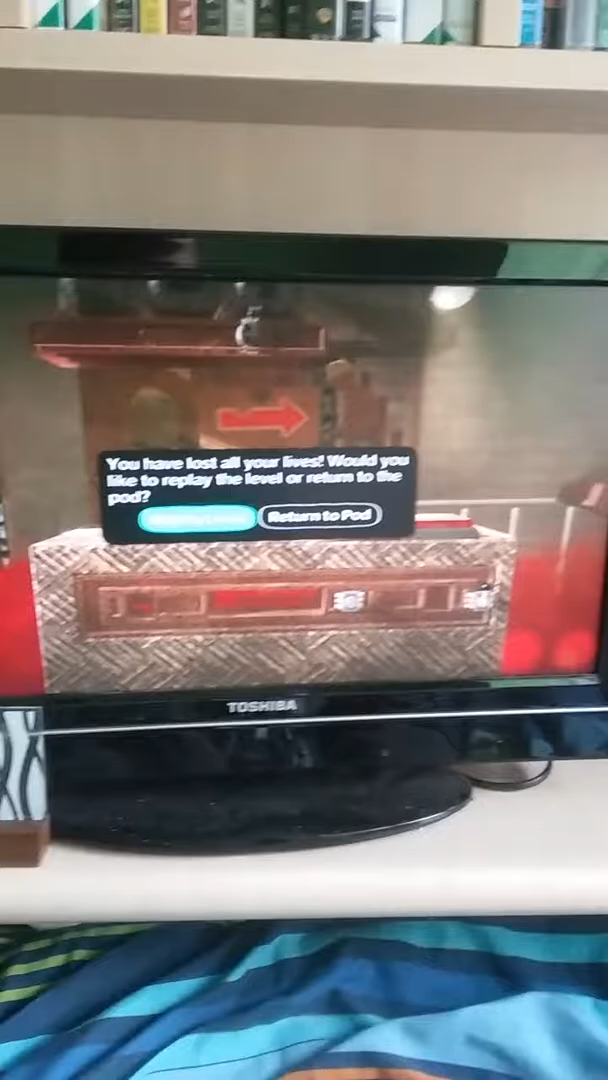 You have lost all your lives! Would you
like to replay the level or return to the
pod?
Return to Pod
TOSHIBA